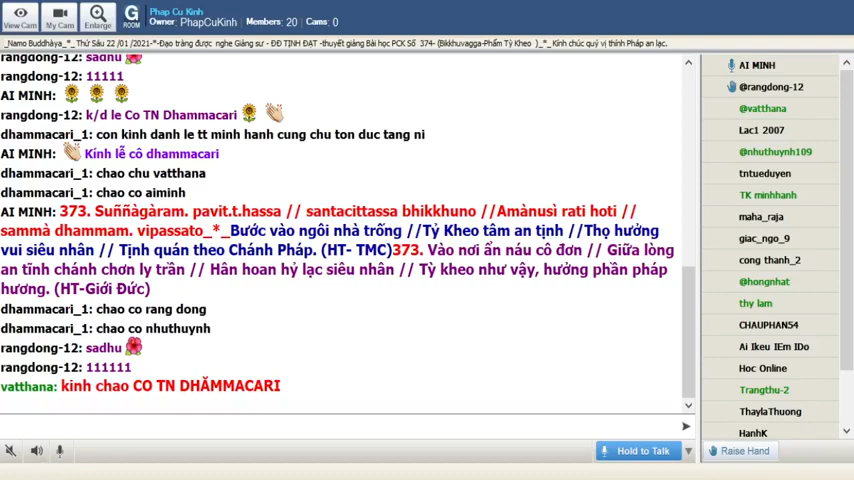 Phap Cu Kinh
Owner: PhapCuKinh Members: 20 Cams: 0
View Cam My Cam Enlarge G ROOM
_Namo Buddhàya_*_ Thứ Sáu 22 /01 /2021-*-Đạo tràng được nghe Giảng sư - ĐĐ TỊNH ĐẠT -thuyết giảng Bài học PCK Số 374- (Bikkhuvagga-Phẩm Tỳ Kheo )_*_ Kính chúc quý vị thính Pháp an lạc.
rangdong-12: sadhu
rangdong-12: 11111
AI MINH:
rangdong-12: k/d le Co TN Dhammacari
dhammacari_1: con kinh danh le tt minh hanh cung chu ton duc tang ni
AI MINH: Kính lễ cô dhammacari
dhammacari_1: chao chu vatthana
dhammacari_1: chao co aiminh
AI MINH: 373. Suññàgàram. pavit.t.hassa // santacittassa bhikkhuno //Amànusì rati hoti //
sammà dhammam. vipassato_*_Bước vào ngôi nhà trống //Tỷ Kheo tâm an tịnh //Thọ hưởng
vui siêu nhân // Tịnh quán theo Chánh Pháp. (HT- TMC)373. Vào nơi ẩn náu cô đơn // Giữa lòng
an tĩnh chánh chơn ly trần // Hân hoan hỷ lạc siêu nhân // Tỳ kheo như vậy, hưởng phần pháp
hương. (HT-Giới Đức)
dhammacari_1: chao co rang dong
dhammacari_1: chao co nhuthuynh
rangdong-12: sadhu
rangdong-12: 111111
vatthana: kinh chao CO TN DHĂMMACARI
Hold to Talk
AI MINH
@rangdong-12
@vatthana
Lac1 2007
@nhuthuynh109
tntueduyen
TK minhhanh
maha_raja
giac_ngo_9
cong thanh_2
@hongnhat
thy lam
CHAUPHAN54
Ai Ikeu IEm IDo
Hoc Online
Trangthu-2
ThaylaThuong
HanhK
Raise Hand